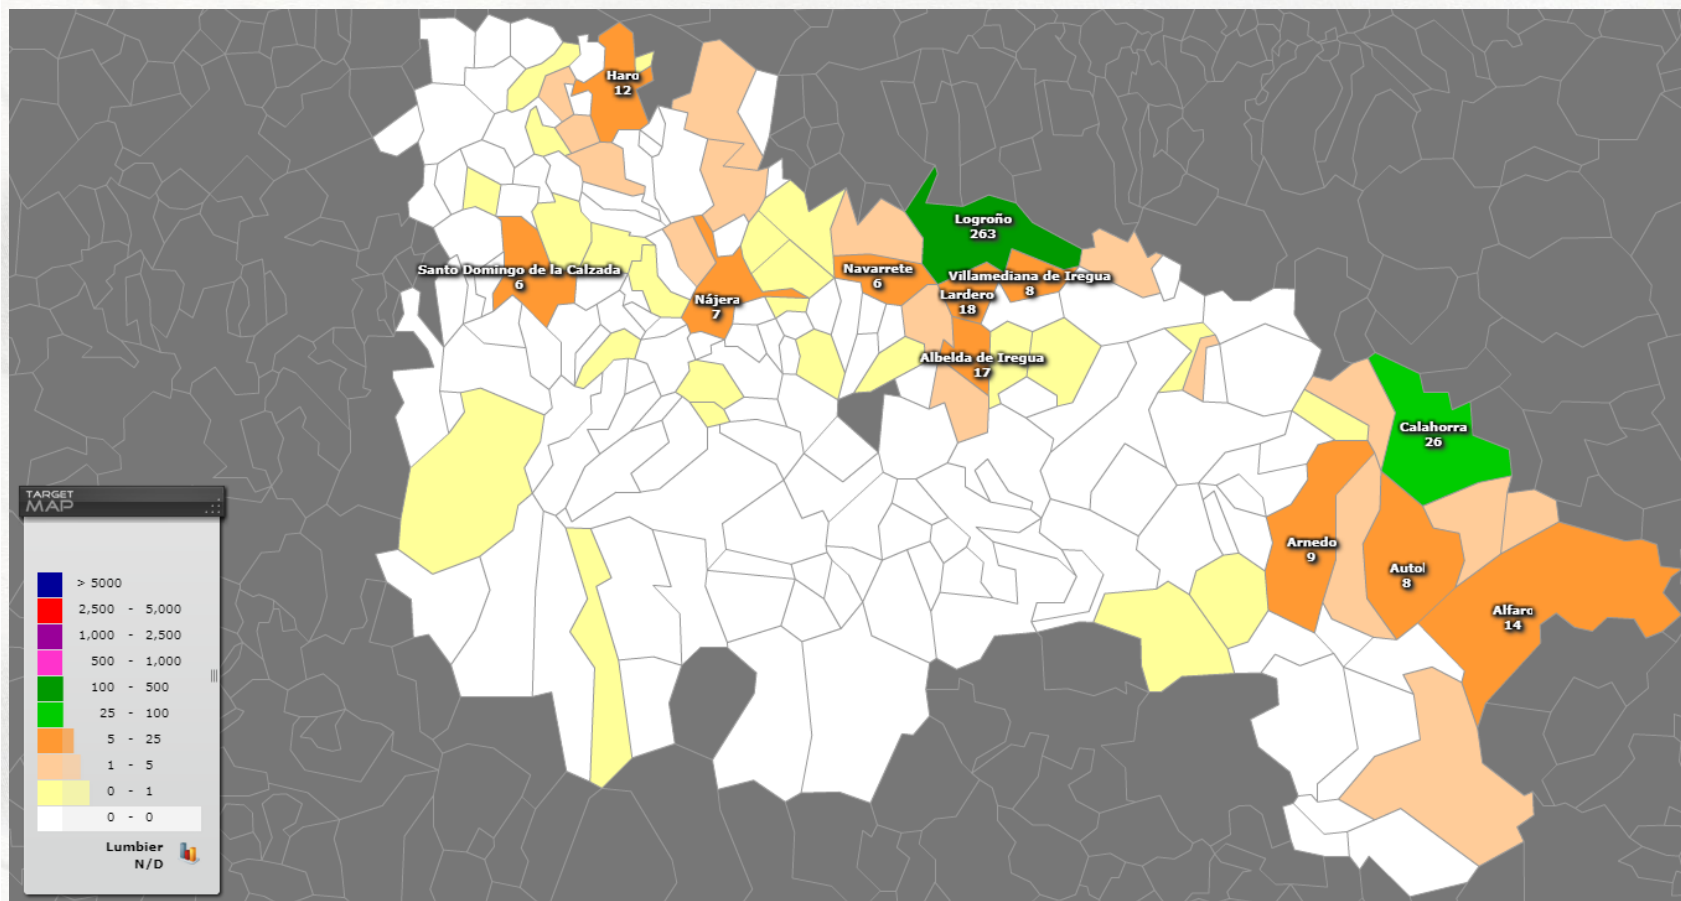 Haro
12
Logroño
263
Santo Domingo de la Calzada
6
Navarrete
6
Villamediana de Iregua
8
Nájera
7
Lardero
18
Albelda de Iregua
17
Calahorra
26
Arnedo
9
Autol
8
Alfaro
14
TARGET
MAP
> 5000
2,500 - 5,000
1,000 - 2,500
500 - 1,000
100 - 500
25 - 100
5 - 25
1 - 5
0 - 1
0 - 0
Lumbier
N/D